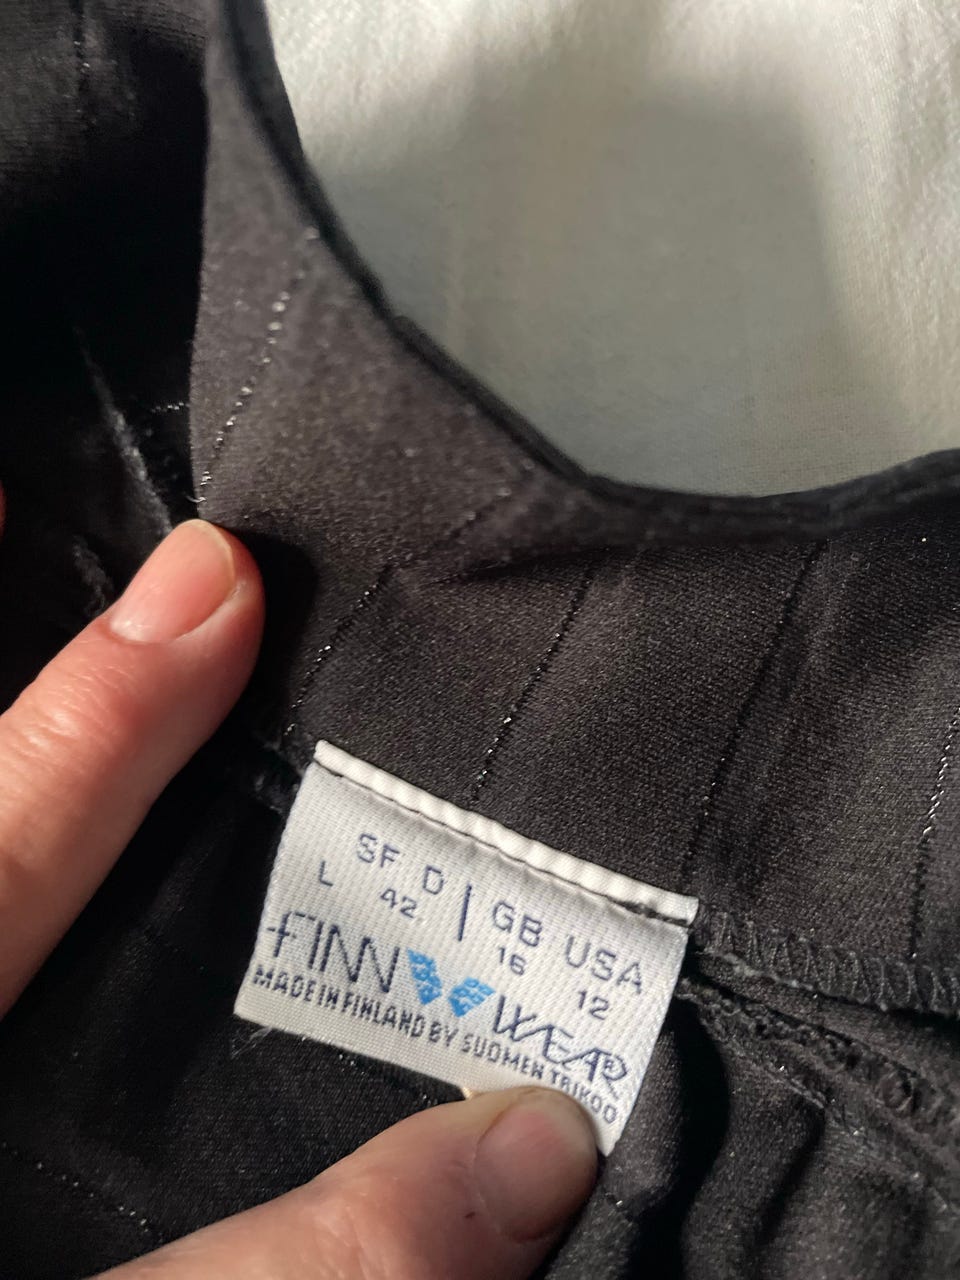 SF D GB USA
L 42 16 12
FINN WEAR®
MADE IN FINLAND BY SUOMEN TRIKOO